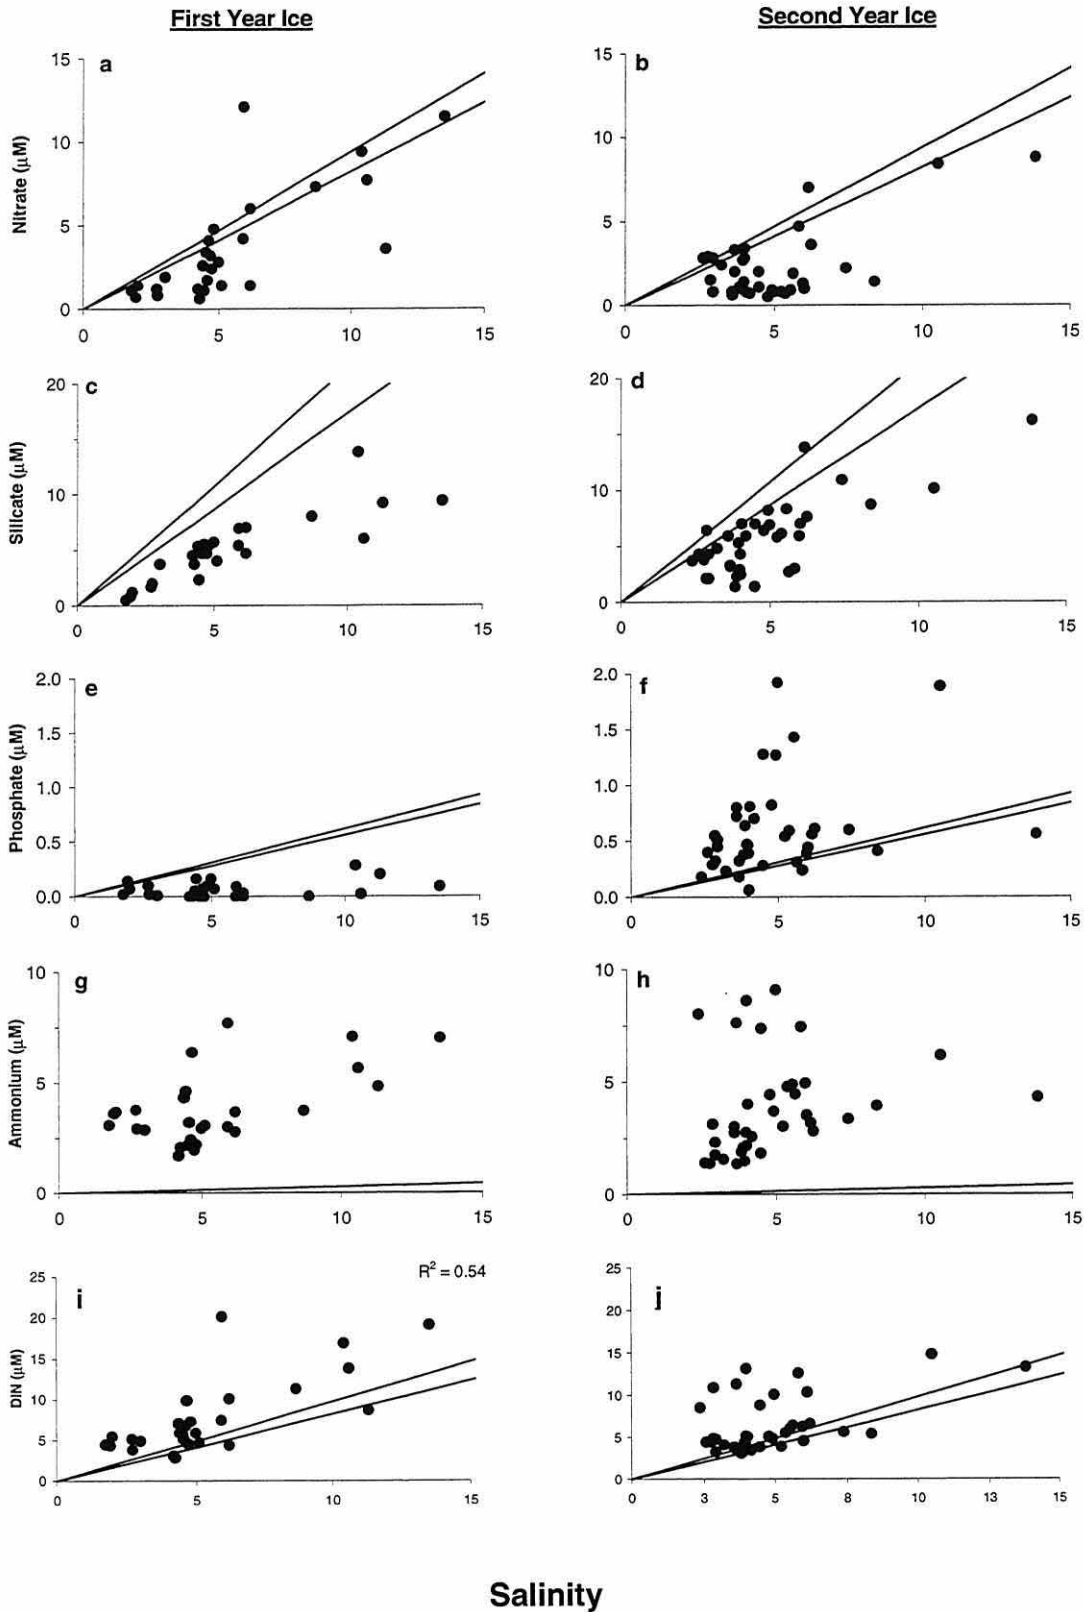 First Year Ice
Second Year Ice
a
b
Nitrate (µM)
15
10
5
0
0 5 10 15
15
10
5
0
0 5 10 15
c
d
Silicate (µM)
20
10
0
0 5 10 15
20
10
0
0 5 10 15
e
f
Phosphate (µM)
2.0
1.5
1.0
0.5
0.0
0 5 10 15
2.0
1.5
1.0
0.5
0.0
0 5 10 15
g
h
Ammonium (µM)
10
5
0
0 5 10 15
10
5
0
0 5 10 15
R² = 0.54
i
j
DIN (µM)
25
20
15
10
5
0
0 5 10 15
25
20
15
10
5
0
0 3 5 8 10 13 15
Salinity